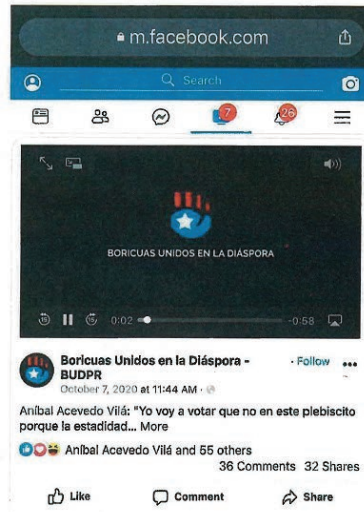 m.facebook.com
Search
7
26
BORICUAS UNIDOS EN LA DIÁSPORA
15
15
0:02
-0:58
Boricuas Unidos en la Diáspora - BUDPR
· Follow
October 7, 2020 at 11:44 AM ·
Aníbal Acevedo Vilá: "Yo voy a votar que no en este plebiscito
porque la estadidad... More
Aníbal Acevedo Vilá and 55 others
36 Comments 32 Shares
Like Comment Share